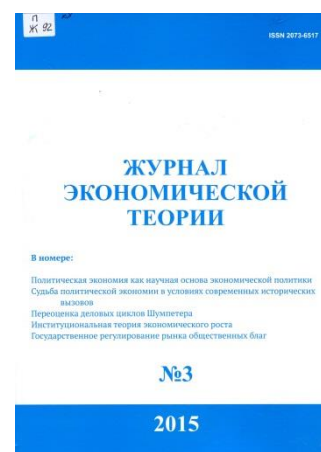 П
Ж 92
ISSN 2073-6517
ЖУРНАЛ
ЭКОНОМИЧЕСКОЙ
ТЕОРИИ
В номере:
Политическая экономия как научная основа экономической политики
Судьба политической экономии в условиях современных исторических
вызовов
Переоценка деловых циклов Шумпетера
Институциональная теория экономического роста
Государственное регулирование рынка общественных благ
№3
2015